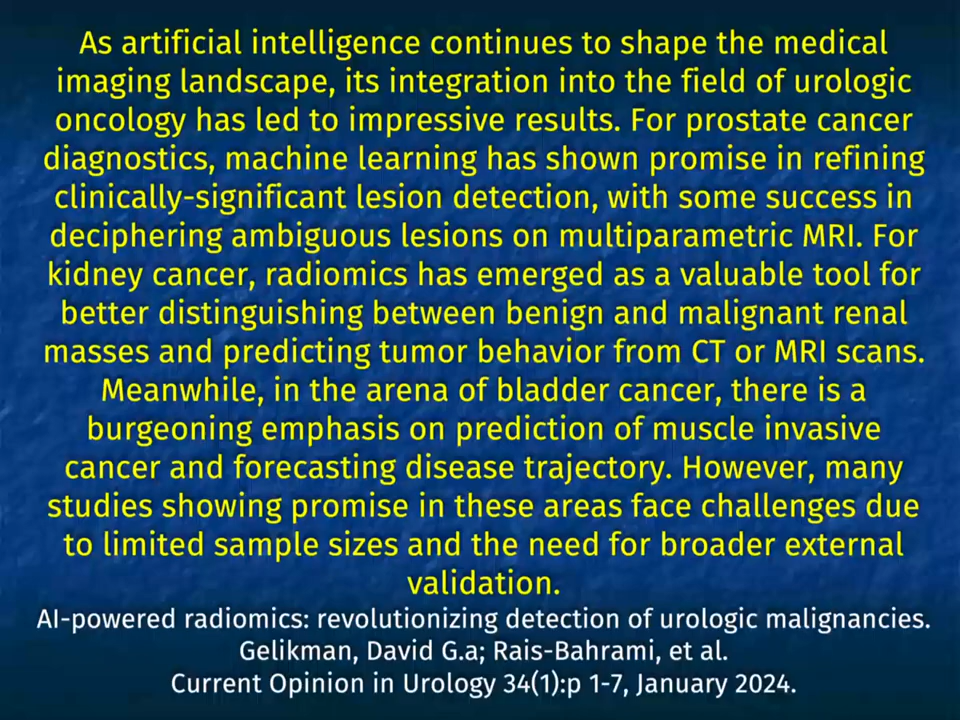 As artificial intelligence continues to shape the medical
imaging landscape, its integration into the field of urologic
oncology has led to impressive results. For prostate cancer
diagnostics, machine learning has shown promise in refining
clinically-significant lesion detection, with some success in
deciphering ambiguous lesions on multiparametric MRI. For
kidney cancer, radiomics has emerged as a valuable tool for
better distinguishing between benign and malignant renal
masses and predicting tumor behavior from CT or MRI scans.
Meanwhile, in the arena of bladder cancer, there is a
burgeoning emphasis on prediction of muscle invasive
cancer and forecasting disease trajectory. However, many
studies showing promise in these areas face challenges due
to limited sample sizes and the need for broader external
validation.
AI-powered radiomics: revolutionizing detection of urologic malignancies.
Gelikman, David G.a; Rais-Bahrami, et al.
Current Opinion in Urology 34(1):p 1-7, January 2024.